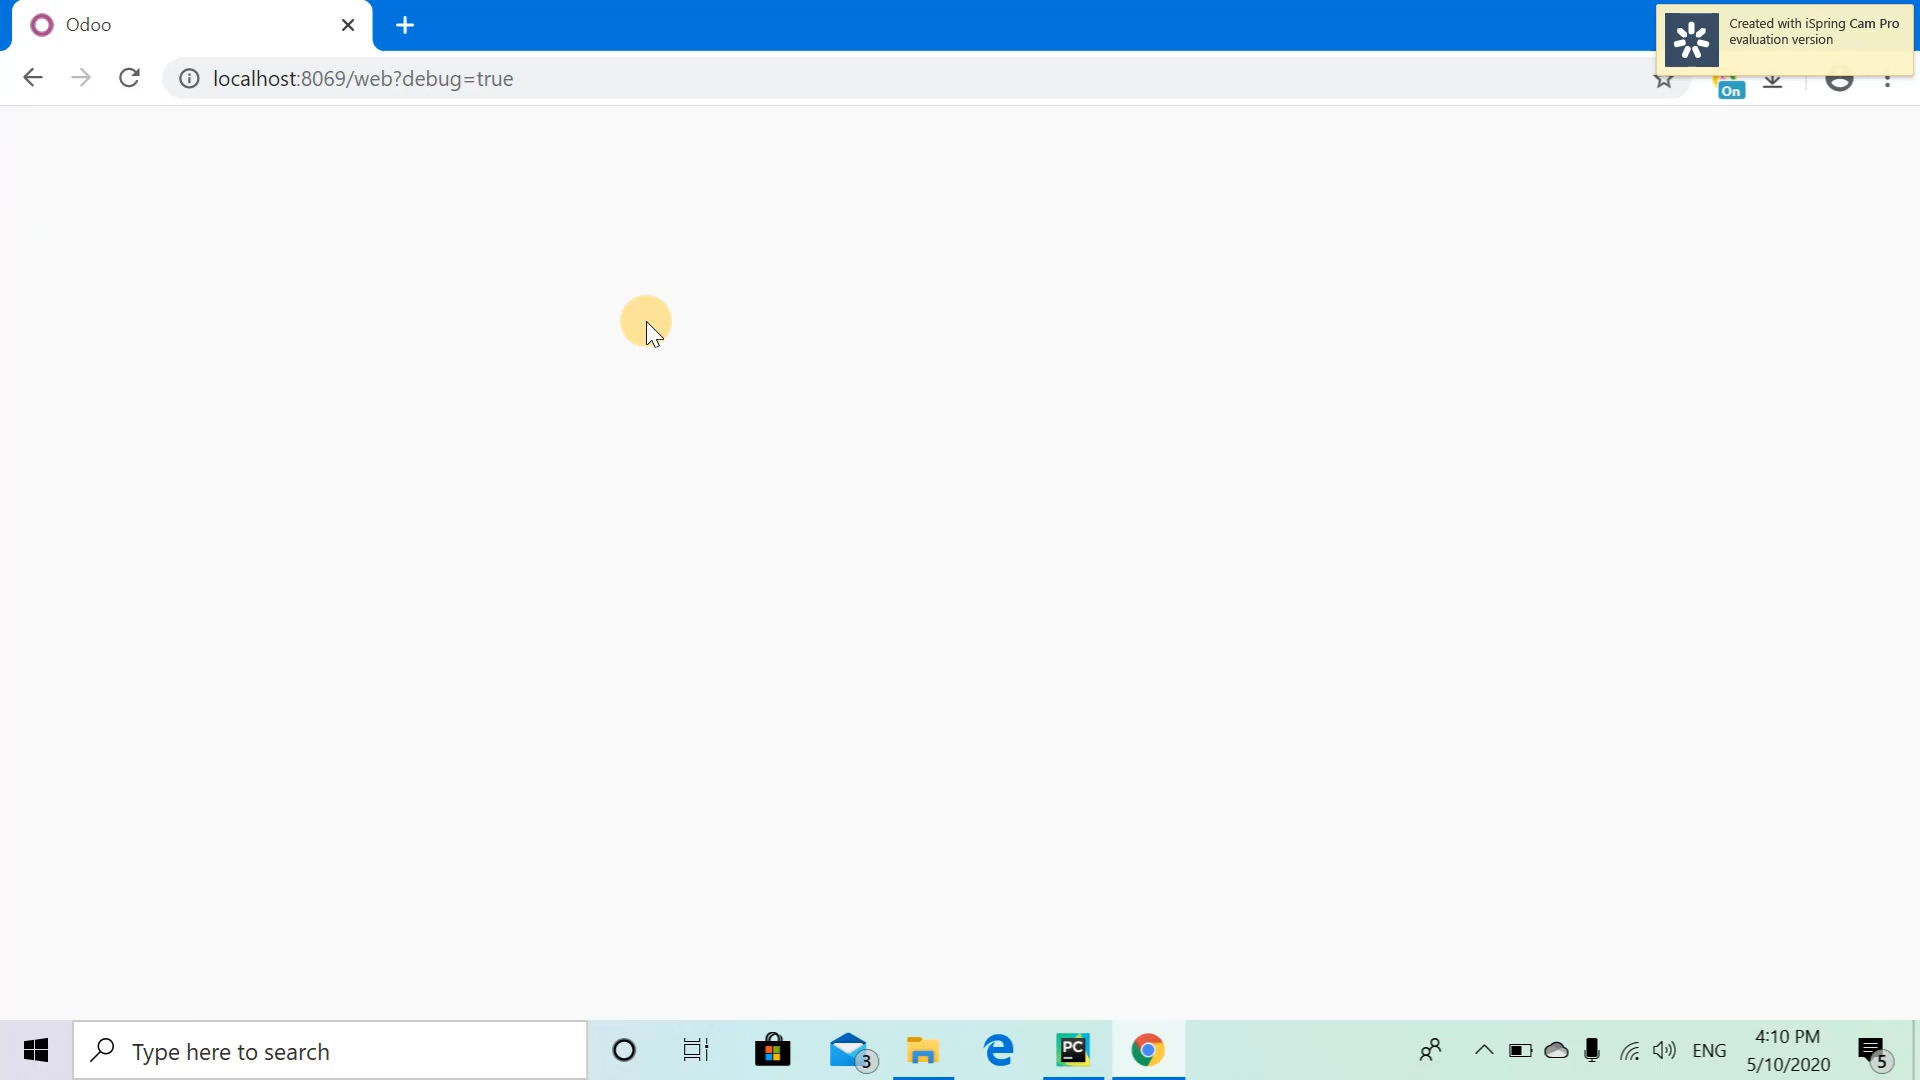 Odoo
Created with iSpring Cam Pro
evaluation version
localhost:8069/web?debug=true
On
Type here to search
3
PC
ENG
4:10 PM
5/10/2020
5